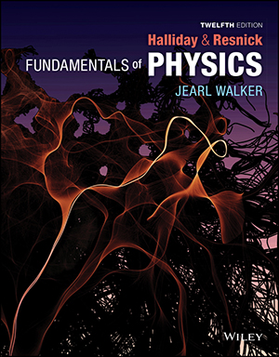 TWELFTH EDITION
Halliday & Resnick
FUNDAMENTALS of PHYSICS
JEARL WALKER
WILEY